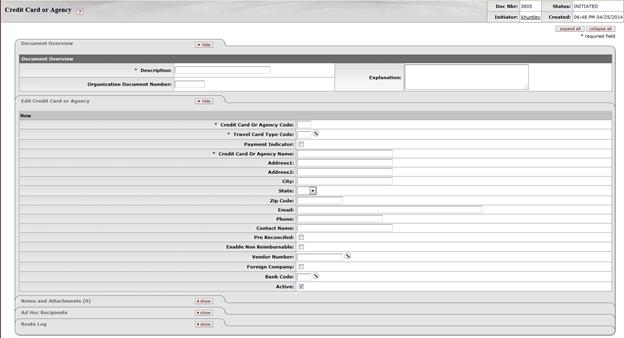 Credit Card or Agency ?
Doc Nbr: 3805 Status: INITIATED
Initiator: khuntley Created: 06:48 PM 04/25/2014
expand all collapse all
* required field
Document Overview hide
Document Overview
* Description: Explanation:
Organization Document Number:
Edit Credit Card or Agency hide
New
* Credit Card Or Agency Code:
* Travel Card Type Code:
Payment Indicator:
* Credit Card Or Agency Name:
Address1:
Address2:
City:
State:
Zip Code:
Email:
Phone:
Contact Name:
Pre Reconciled:
Enable Non Reimbursable:
Vendor Number:
Foreign Company:
Bank Code:
Active:
Notes and Attachments (0) show
Ad Hoc Recipients show
Route Log show